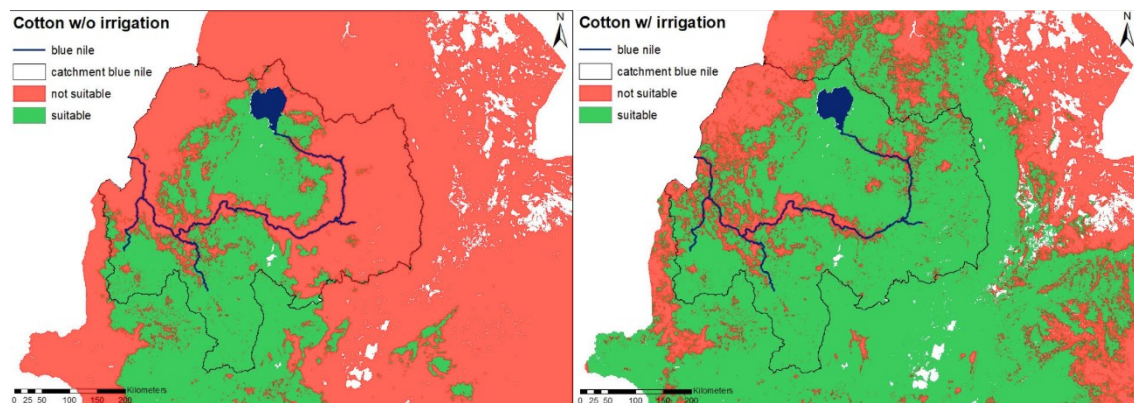 Cotton w/o irrigation
blue nile
catchment blue nile
not suitable
suitable
N
Kilometers
0 25 50 100 150 200
Cotton w/ irrigation
blue nile
catchment blue nile
not suitable
suitable
N
Kilometers
0 25 50 100 150 200